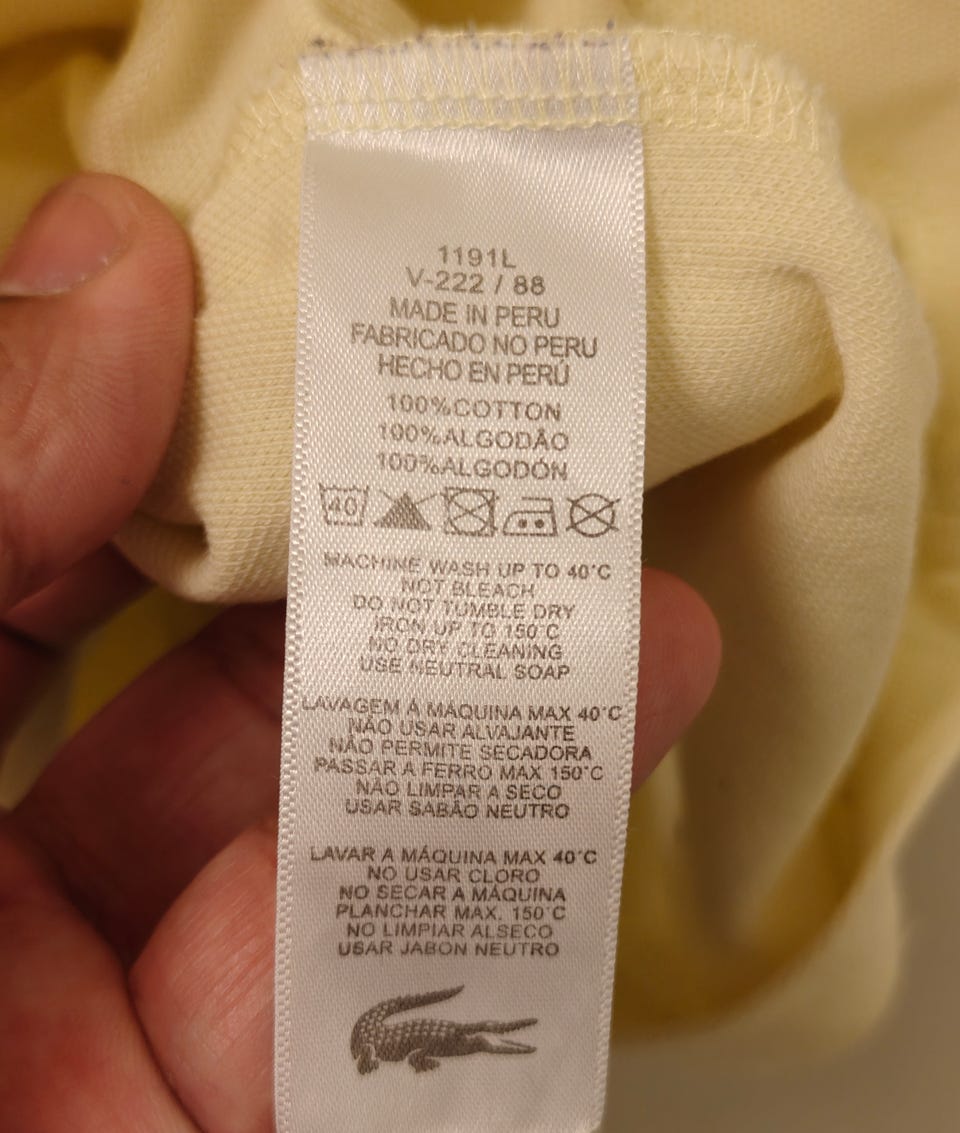 1191L
V-222 / 88
MADE IN PERU
FABRICADO NO PERU
HECHO EN PERÚ
100%COTTON
100%ALGODÃO
100%ALGODÓN
40
MACHINE WASH UP TO 40°C
NOT BLEACH
DO NOT TUMBLE DRY
IRON UP TO 150 C
NO DRY CLEANING
USE NEUTRAL SOAP
LAVAGEM À MAQUINA MAX 40°C
NÃO USAR ALVAJANTE
NÃO PERMITE SECADORA
PASSAR A FERRO MAX 150°C
NÃO LIMPAR A SECO
USAR SABÃO NEUTRO
LAVAR A MÁQUINA MAX 40°C
NO USAR CLORO
NO SECAR A MÁQUINA
PLANCHAR MAX. 150°C
NO LIMPIAR ALSECO
USAR JABON NEUTRO